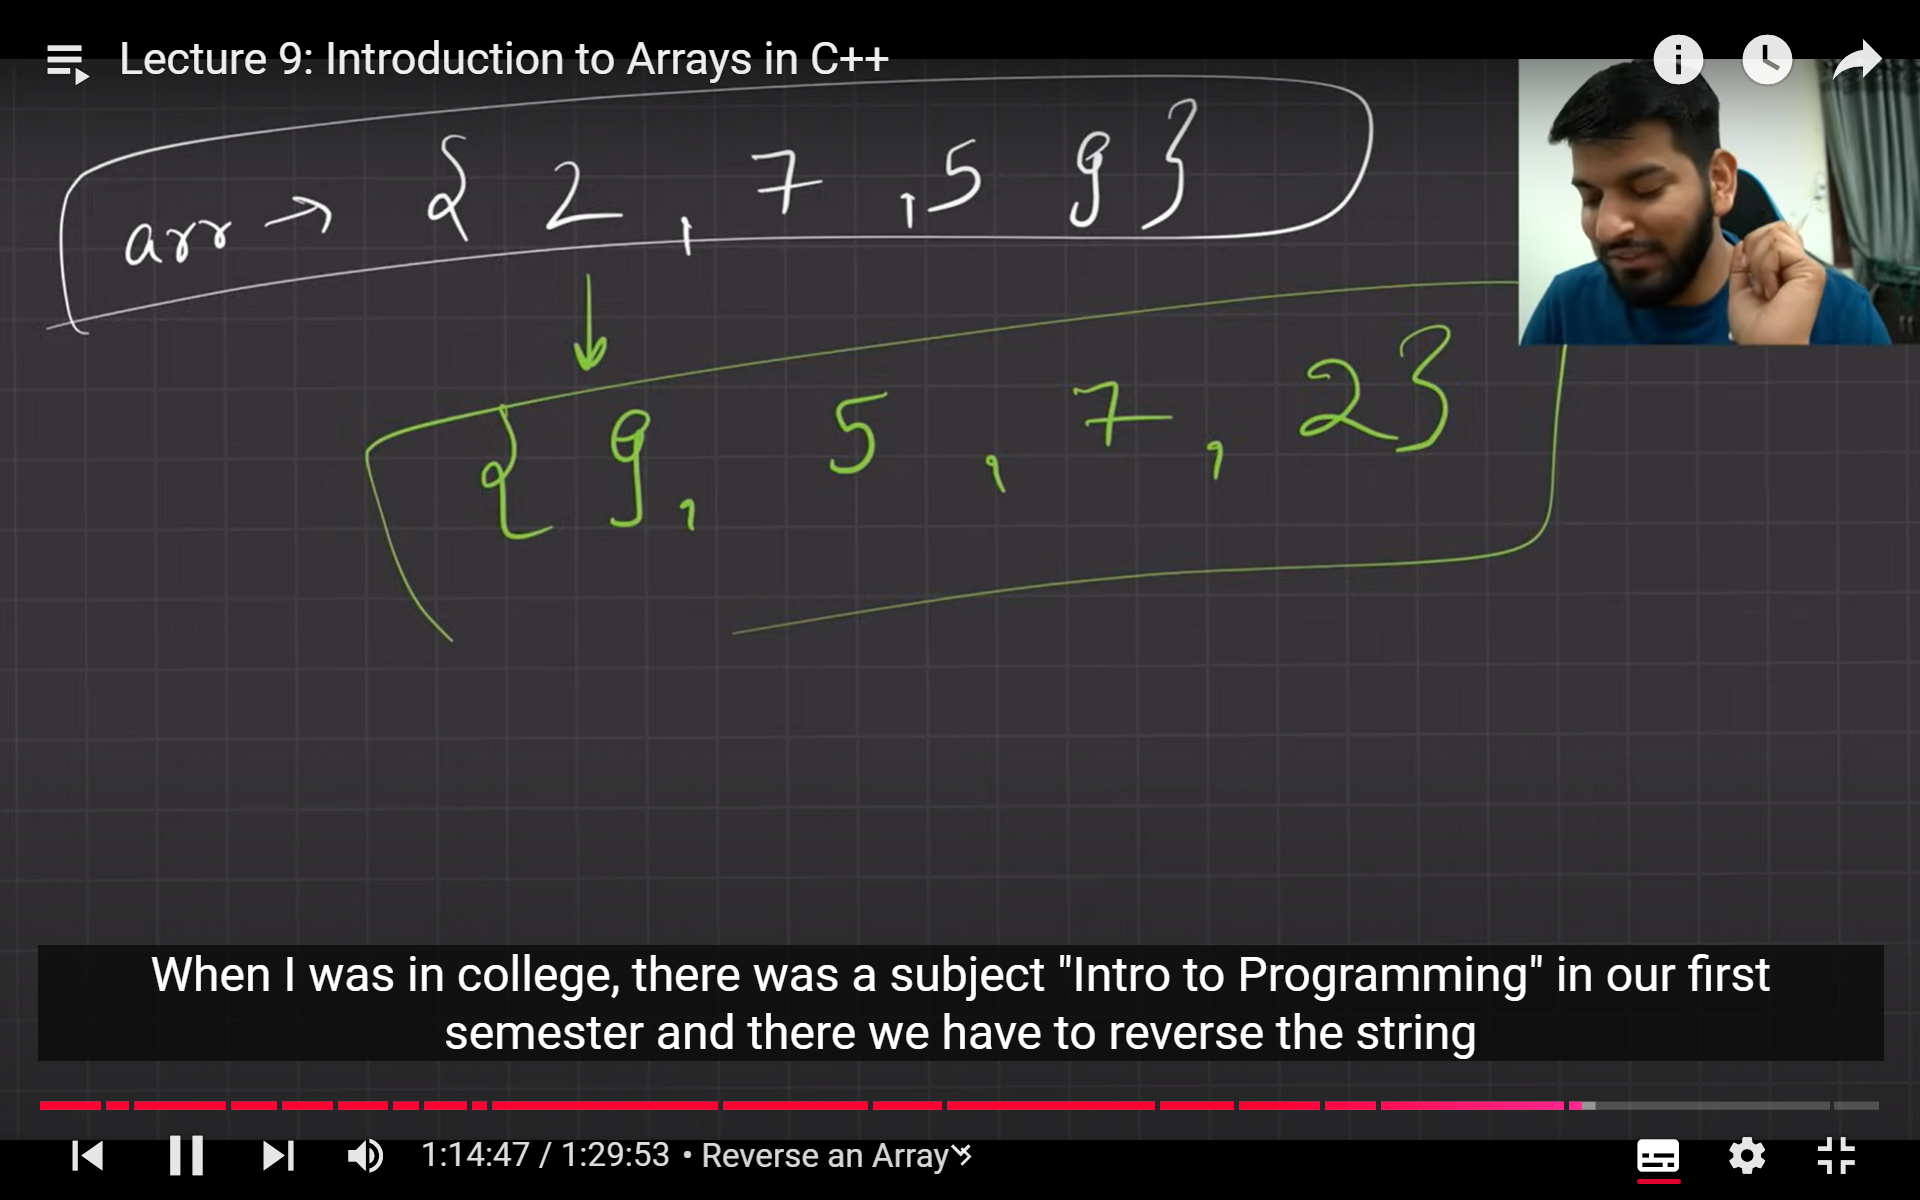 Lecture 9: Introduction to Arrays in C++
arr → { 2 , 7 , 5 9 }
{ 9 , 5 , 7 , 2 }
When I was in college, there was a subject "Intro to Programming" in our first
semester and there we have to reverse the string
1:14:47 / 1:29:53 • Reverse an Array